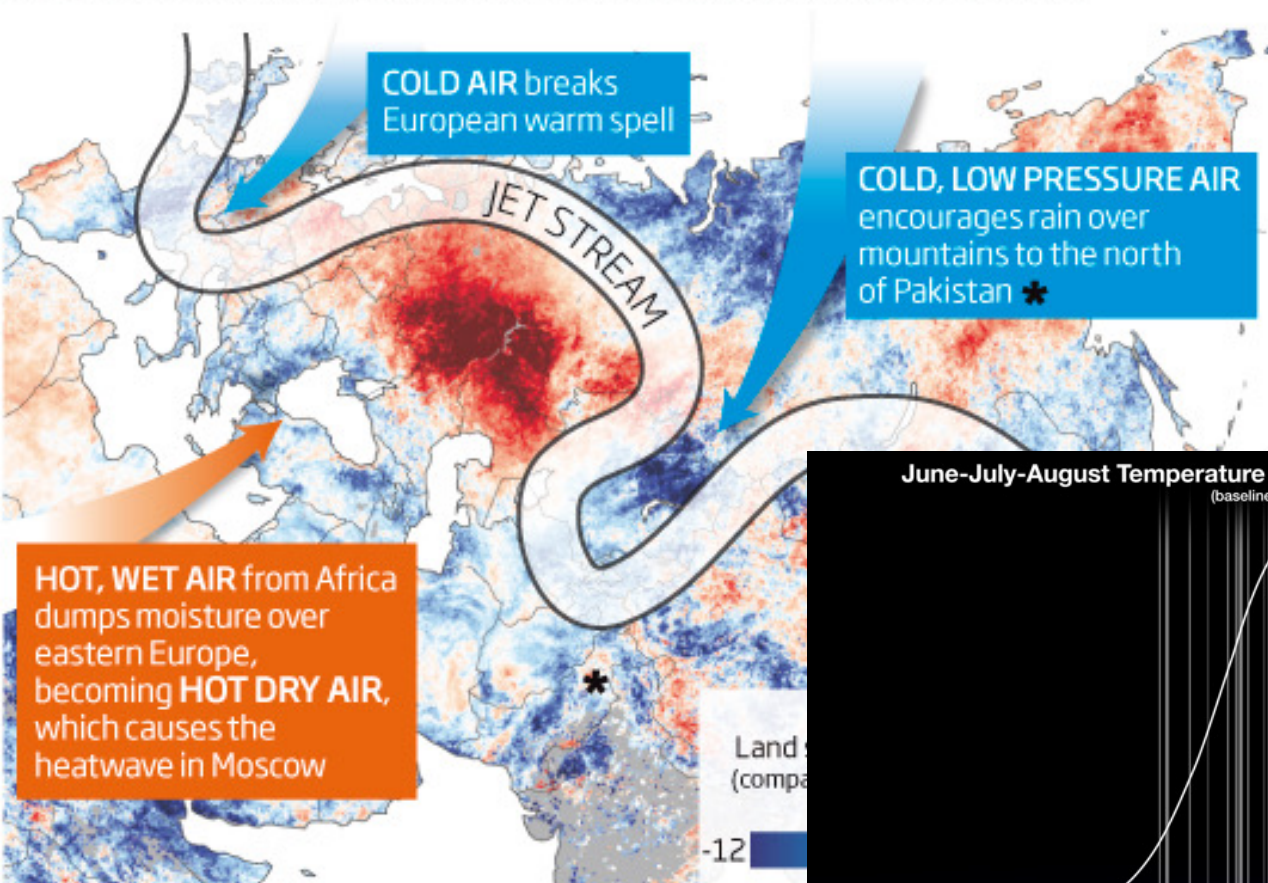 COLD AIR breaks
European warm spell
JET STREAM
COLD, LOW PRESSURE AIR
encourages rain over
mountains to the north
of Pakistan *
HOT, WET AIR from Africa
dumps moisture over
eastern Europe,
becoming HOT DRY AIR,
which causes the
heatwave in Moscow
*
Land
-12
June-July-August Temperature
(baseline